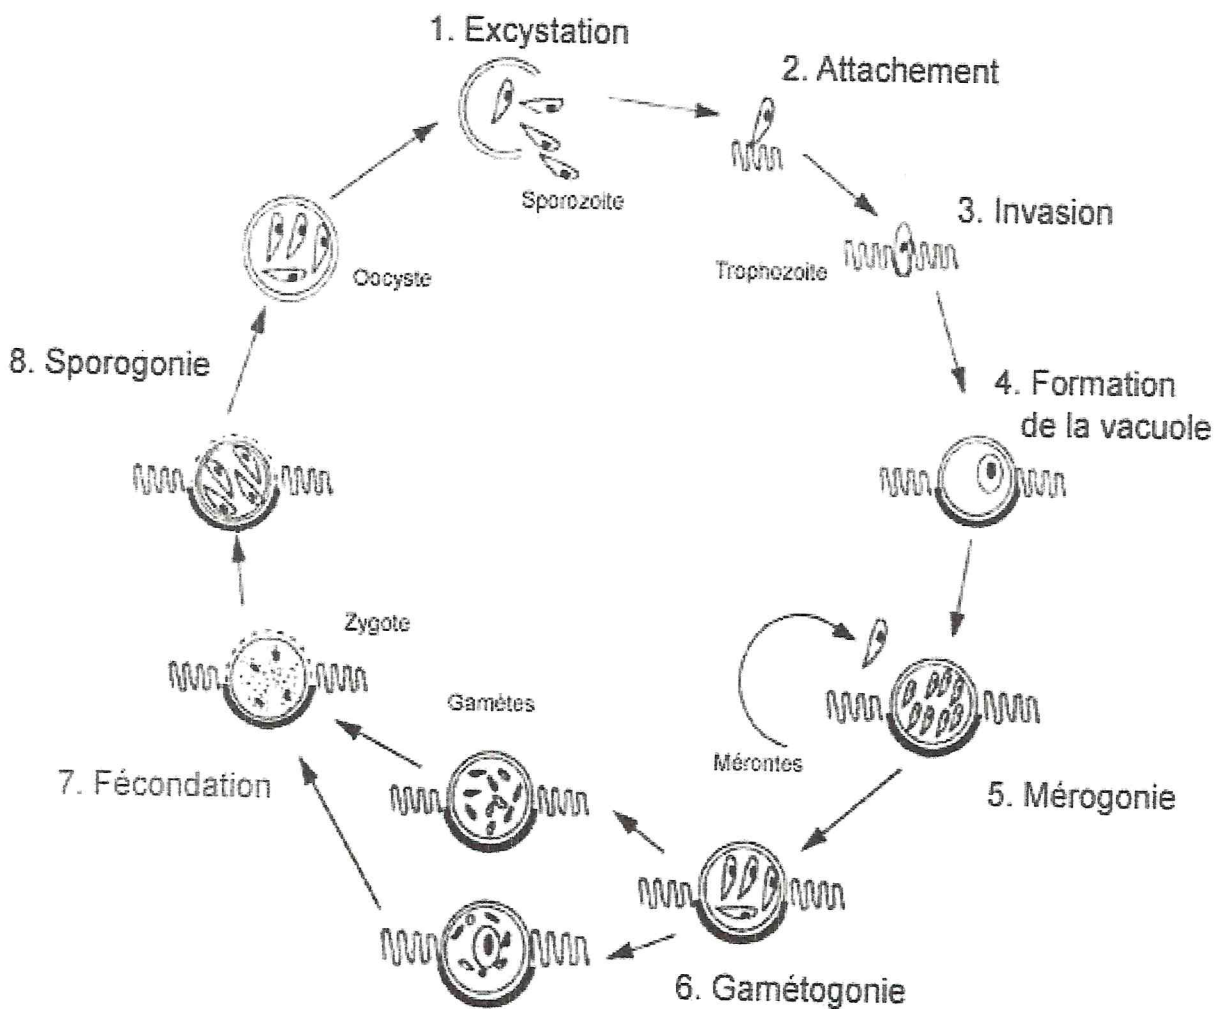 1. Excystation
2. Attachement
Sporozoite
3. Invasion
Trophozoite
Oocyste
8. Sporogonie
4. Formation
de la vacuole
Zygote
Gamètes
Mérontes
7. Fécondation
5. Mérogonie
6. Gamétogonie